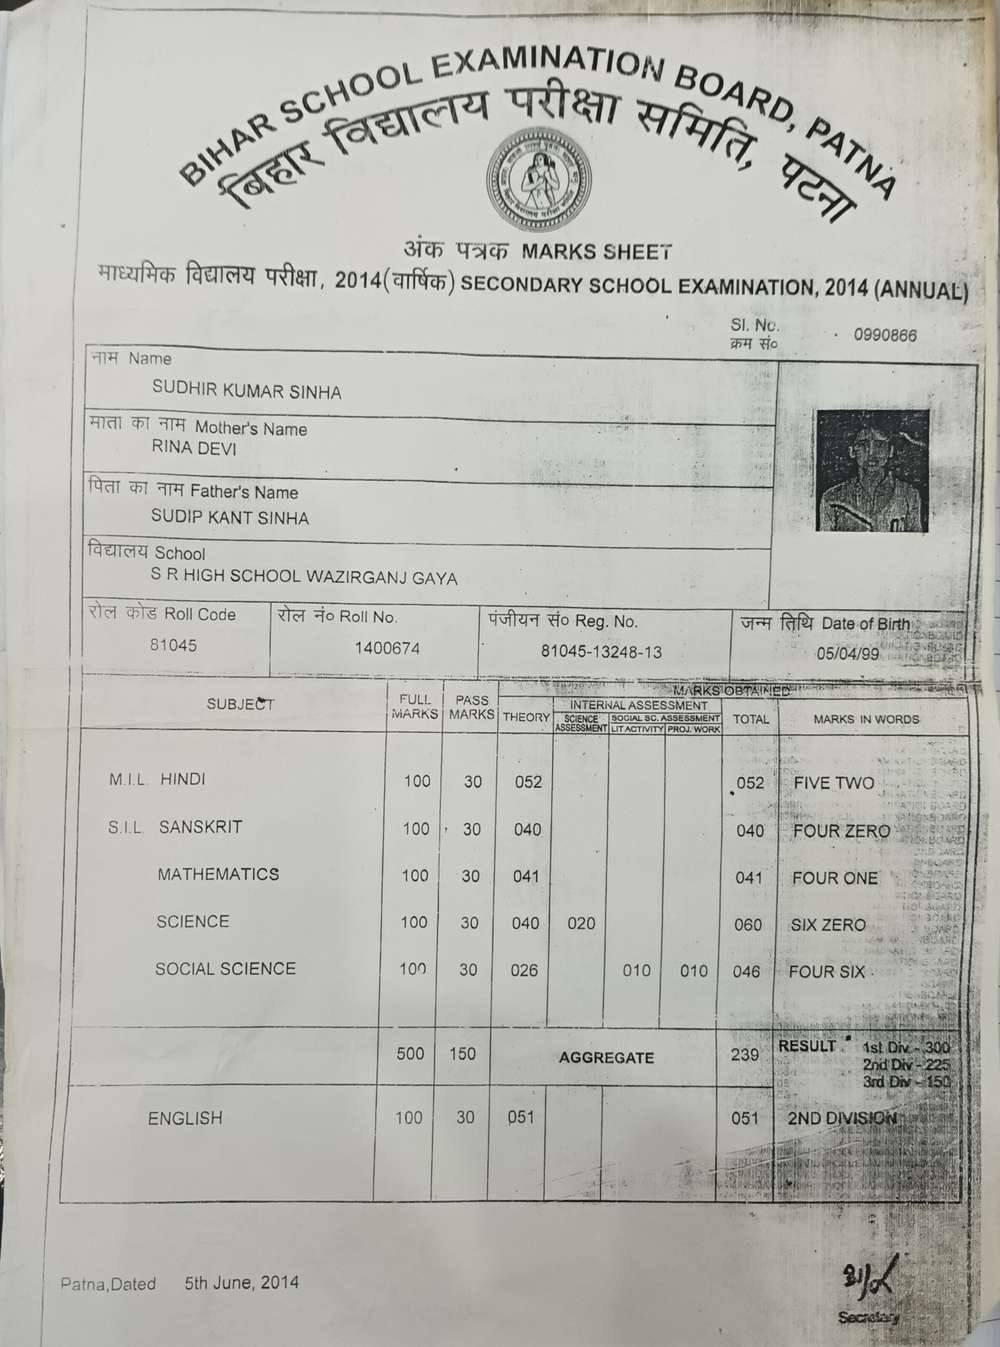 BIHAR SCHOOL EXAMINATION BOARD, PATNA
बिहार विद्यालय परीक्षा समिति, पटना
अंक पत्रक MARKS SHEET
माध्यमिक विद्यालय परीक्षा, 2014(वार्षिक) SECONDARY SCHOOL EXAMINATION, 2014 (ANNUAL)
Sl. No. 0990866
क्रम सं०
नाम Name
SUDHIR KUMAR SINHA
माता का नाम Mother's Name
RINA DEVI
पिता का नाम Father's Name
SUDIP KANT SINHA
विद्यालय School
S R HIGH SCHOOL WAZIRGANJ GAYA
रोल कोड Roll Code रोल नं० Roll No. पंजीयन सं० Reg. No. जन्म तिथि Date of Birth
81045 1400674 81045-13248-13 05/04/99
SUBJECT FULL MARKS PASS MARKS MARKS OBTAINED
THEORY INTERNAL ASSESSMENT TOTAL MARKS IN WORDS
SCIENCE ASSESSMENT SOCIAL SC. ASSESSMENT
LIT ACTIVITY PROJ. WORK
M.I.L. HINDI 100 30 052 052 FIVE TWO
S.I.L. SANSKRIT 100 30 040 040 FOUR ZERO
MATHEMATICS 100 30 041 041 FOUR ONE
SCIENCE 100 30 040 020 060 SIX ZERO
SOCIAL SCIENCE 100 30 026 010 010 046 FOUR SIX
500 150 AGGREGATE 239 RESULT 1st Div - 300
2nd Div - 225
3rd Div - 150
ENGLISH 100 30 051 051 2ND DIVISION
Patna,Dated 5th June, 2014
Secretary